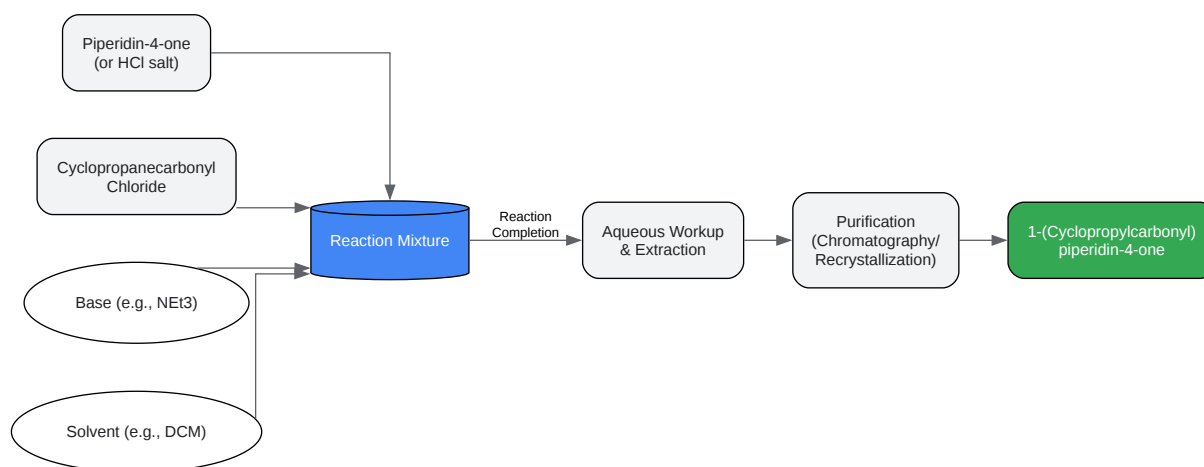 Piperidin-4-one
(or HCl salt)
Cyclopropanecarbonyl
Chloride
Base (e.g., NEt3)
Solvent (e.g., DCM)
Reaction Mixture
Reaction
Completion
Aqueous Workup
& Extraction
Purification
(Chromatography/
Recrystallization)
1-(Cyclopropylcarbonyl)
piperidin-4-one